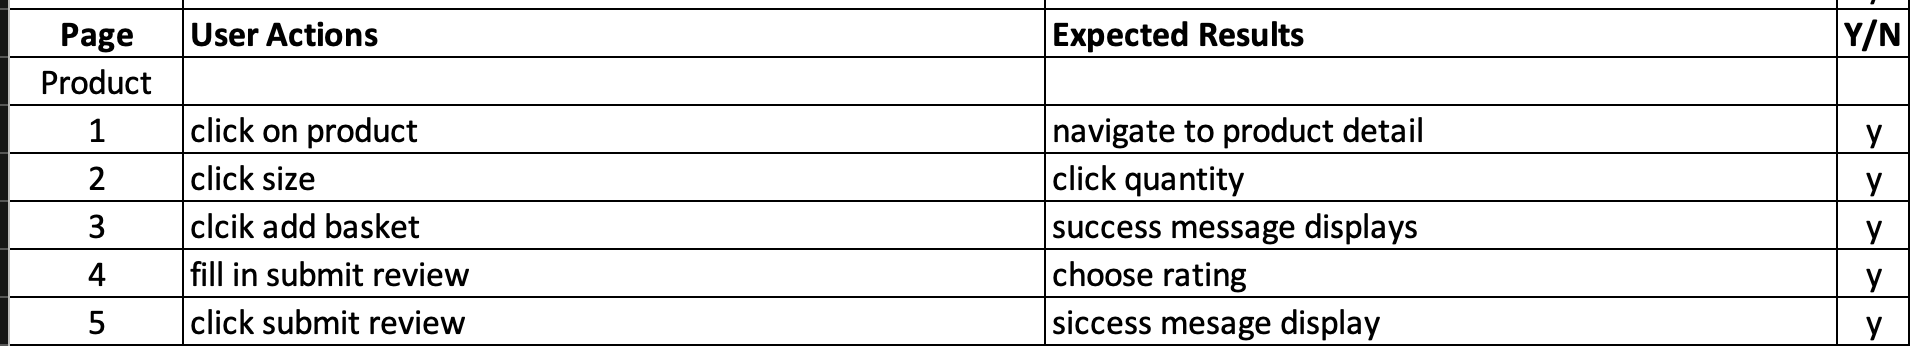 Page User Actions Expected Results Y/N
Product
1 click on product navigate to product detail y
2 click size click quantity y
3 clcik add basket success message displays y
4 fill in submit review choose rating y
5 click submit review siccess mesage display y